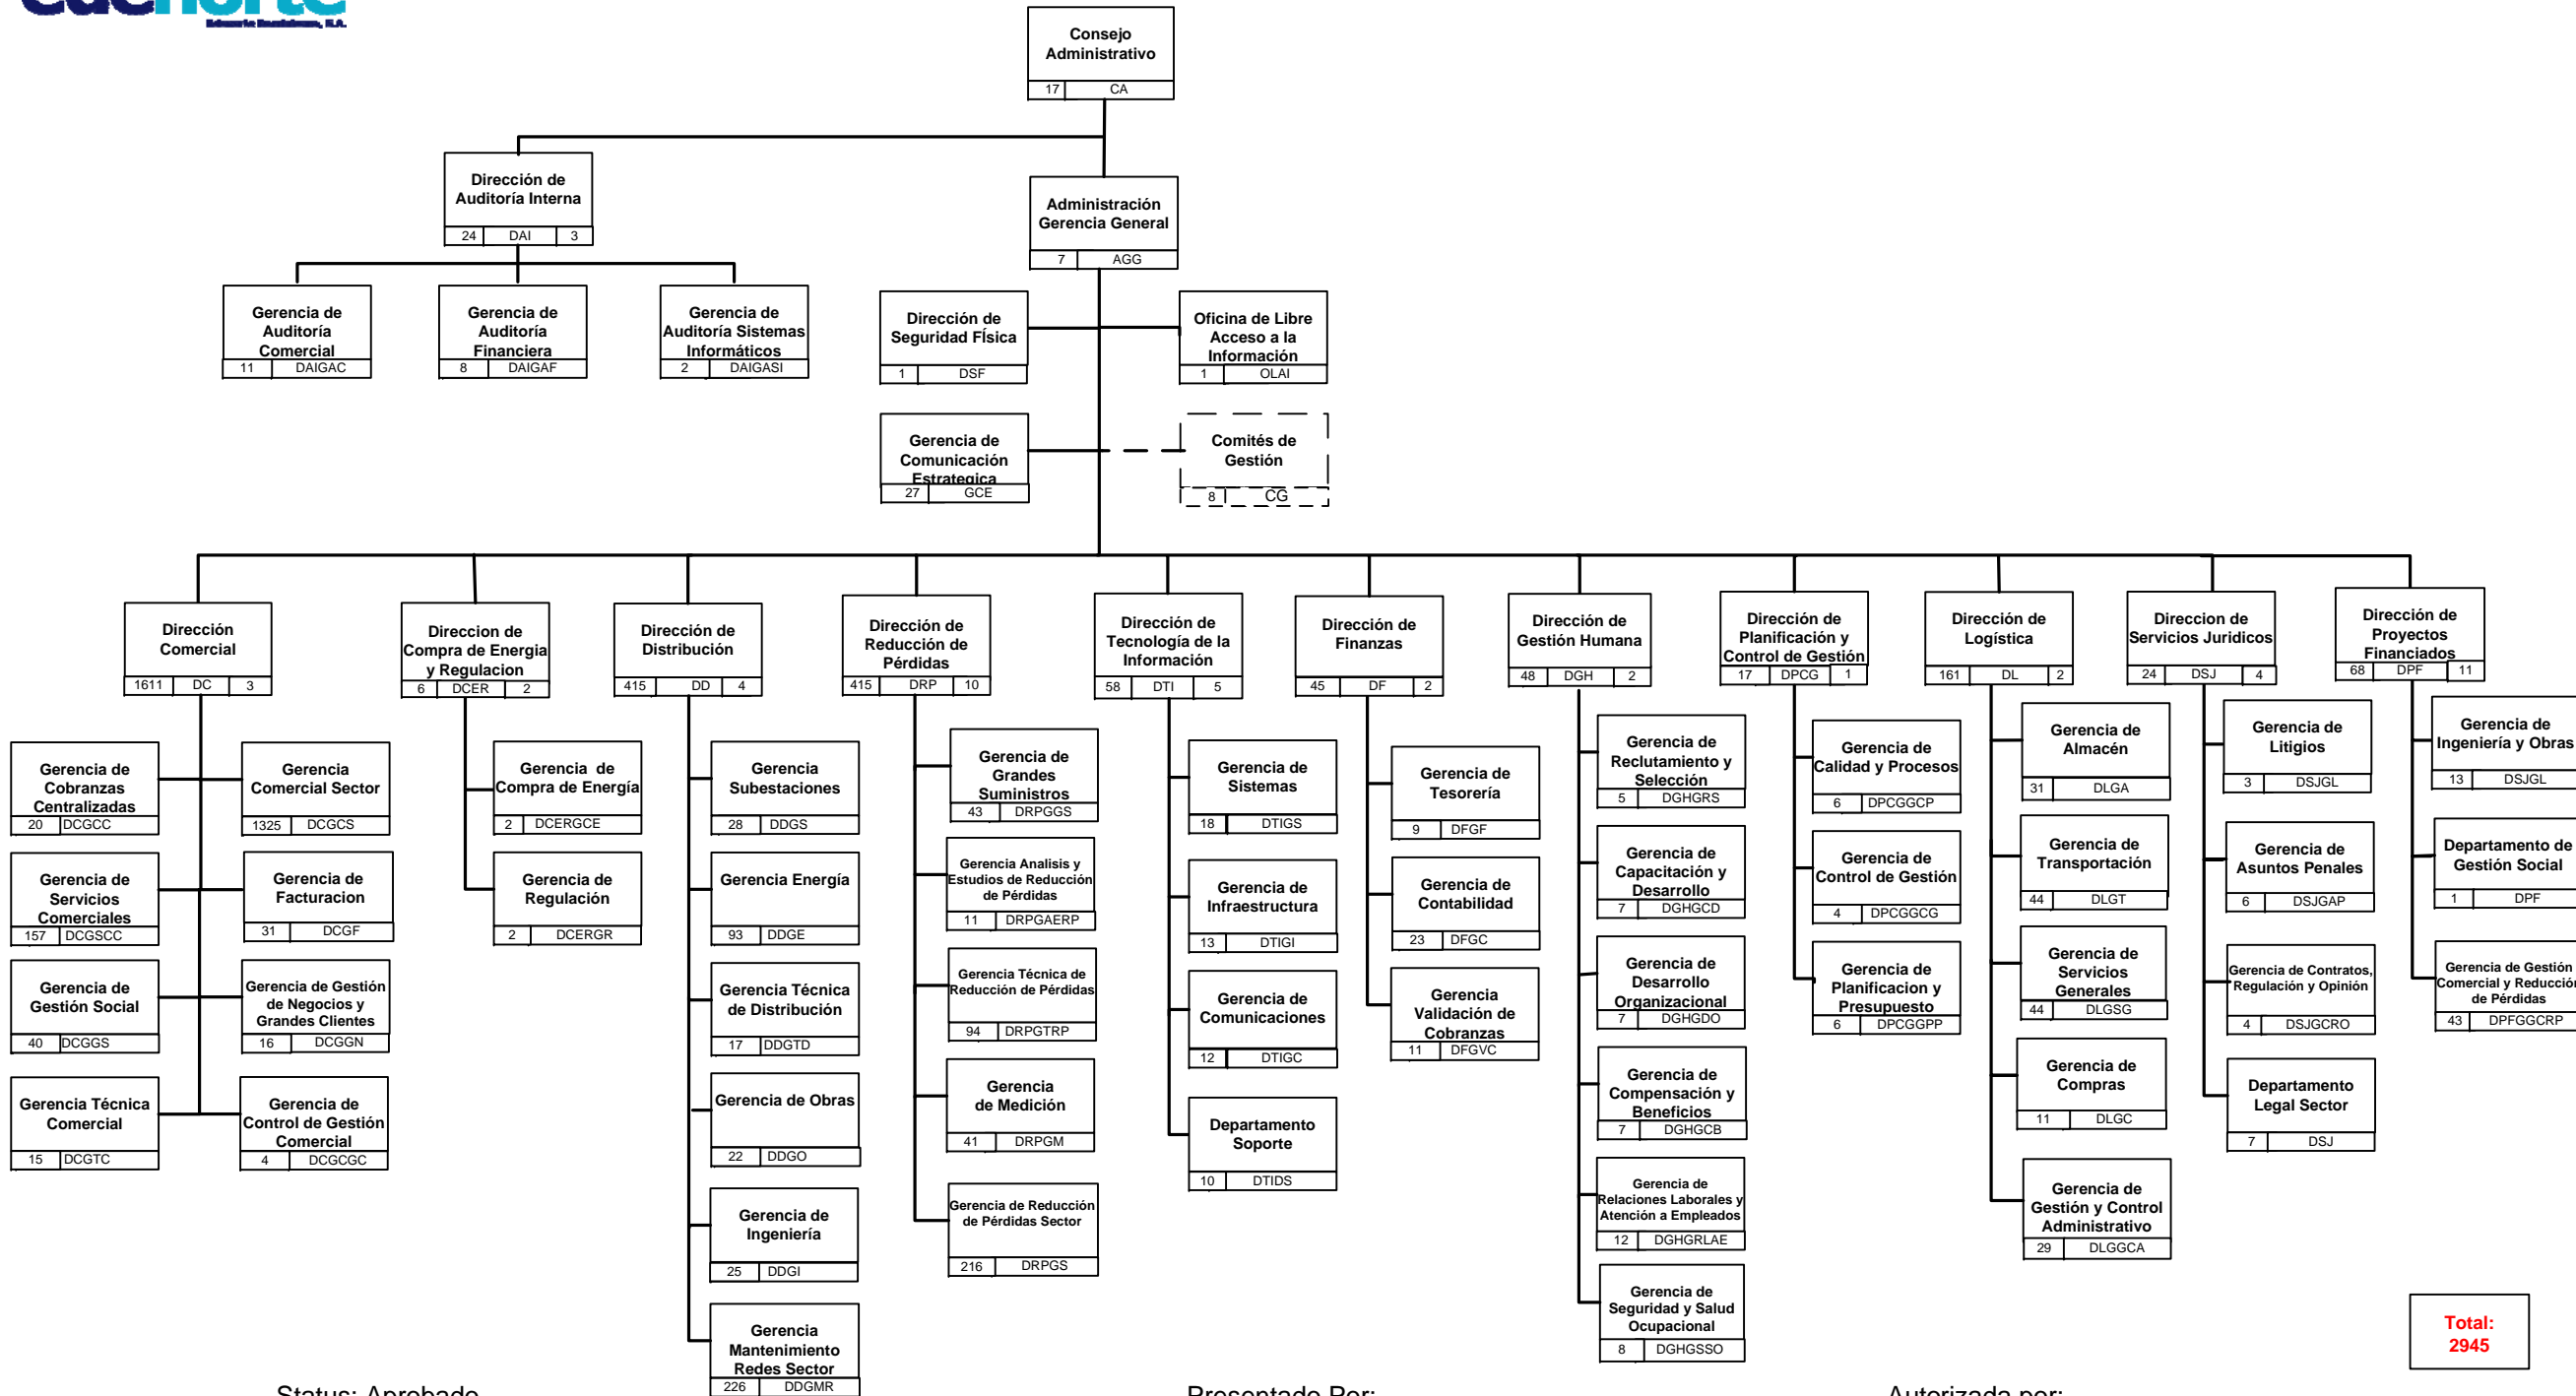 edenorte
Edenorte Dominicana, S.A.
Consejo
Administrativo
17 CA
Dirección de
Auditoría Interna
24 DAI 3
Administración
Gerencia General
7 AGG
Gerencia de
Auditoría
Comercial
11 DAIGAC
Gerencia de
Auditoría
Financiera
8 DAIGAF
Gerencia de
Auditoría Sistemas
Informáticos
2 DAIGASI
Dirección de
Seguridad FÍsica
1 DSF
Oficina de Libre
Acceso a la
Información
1 OLAI
Gerencia de
Comunicación
Estrategica
27 GCE
Comités de
Gestión
8 CG
Dirección
Comercial
1611 DC 3
Direccion de
Compra de Energia
y Regulacion
6 DCER 2
Dirección de
Distribución
415 DD 4
Dirección de
Reducción de
Pérdidas
415 DRP 10
Dirección de
Tecnología de la
Información
58 DTI 5
Dirección de
Finanzas
45 DF 2
Dirección de
Gestión Humana
48 DGH 2
Dirección de
Planificación y
Control de Gestión
17 DPCG 1
Dirección de
Logística
161 DL 2
Direccion de
Servicios Juridicos
24 DSJ 4
Dirección de
Proyectos
Financiados
68 DPF 11
Gerencia de
Cobranzas
Centralizadas
20 DCGCC
Gerencia
Comercial Sector
1325 DCGCS
Gerencia de
Servicios
Comerciales
157 DCGSCC
Gerencia de
Facturacion
31 DCGF
Gerencia de
Gestión Social
40 DCGGS
Gerencia de Gestión
de Negocios y
Grandes Clientes
16 DCGGN
Gerencia Técnica
Comercial
15 DCGTC
Gerencia de
Control de Gestión
Comercial
4 DCGCGC
Gerencia de
Compra de Energía
2 DCERGCE
Gerencia de
Regulación
2 DCERGR
Gerencia
Subestaciones
28 DDGS
Gerencia Energía
93 DDGE
Gerencia Técnica
de Distribución
17 DDGTD
Gerencia de Obras
22 DDGO
Gerencia de
Ingeniería
25 DDGI
Gerencia
Mantenimiento
Redes Sector
226 DDGMR
Gerencia de
Grandes
Suministros
43 DRPGGS
Gerencia Analisis y
Estudios de Reducción
de Pérdidas
11 DRPGAERP
Gerencia Técnica de
Reducción de Pérdidas
94 DRPGTRP
Gerencia
de Medición
41 DRPGM
Gerencia de Reducción
de Pérdidas Sector
216 DRPGS
Gerencia de
Sistemas
18 DTIGS
Gerencia de
Infraestructura
13 DTIGI
Gerencia de
Comunicaciones
12 DTIGC
Departamento
Soporte
10 DTIDS
Gerencia de
Tesorería
9 DFGF
Gerencia de
Contabilidad
23 DFGC
Gerencia
Validación de
Cobranzas
11 DFGVC
Gerencia de
Reclutamiento y
Selección
5 DGHGRS
Gerencia de
Capacitación y
Desarrollo
7 DGHGCD
Gerencia de
Desarrollo
Organizacional
7 DGHGDO
Gerencia de
Compensación y
Beneficios
7 DGHGCB
Gerencia de
Relaciones Laborales y
Atención a Empleados
12 DGHGRLAE
Gerencia de
Seguridad y Salud
Ocupacional
8 DGHGSSO
Gerencia de
Calidad y Procesos
6 DPCGGCP
Gerencia de
Control de Gestión
4 DPCGGCG
Gerencia de
Planificacion y
Presupuesto
6 DPCGGPP
Gerencia de
Almacén
31 DLGA
Gerencia de
Transportación
44 DLGT
Gerencia de
Servicios
Generales
44 DLGSG
Gerencia de
Compras
11 DLGC
Gerencia de
Gestión y Control
Administrativo
29 DLGGCA
Gerencia de
Litigios
3 DSJGL
Gerencia de
Asuntos Penales
6 DSJGAP
Gerencia de Contratos,
Regulación y Opinión
4 DSJGCRO
Departamento
Legal Sector
7 DSJ
Gerencia de
Ingeniería y Obras
13 DSJGL
Departamento de
Gestión Social
1 DPF
Gerencia de Gestión
Comercial y Reducción
de Pérdidas
43 DPFGGCRP
Total:
2945
Status: Aprobado
Presentado Por:
Autorizada por: